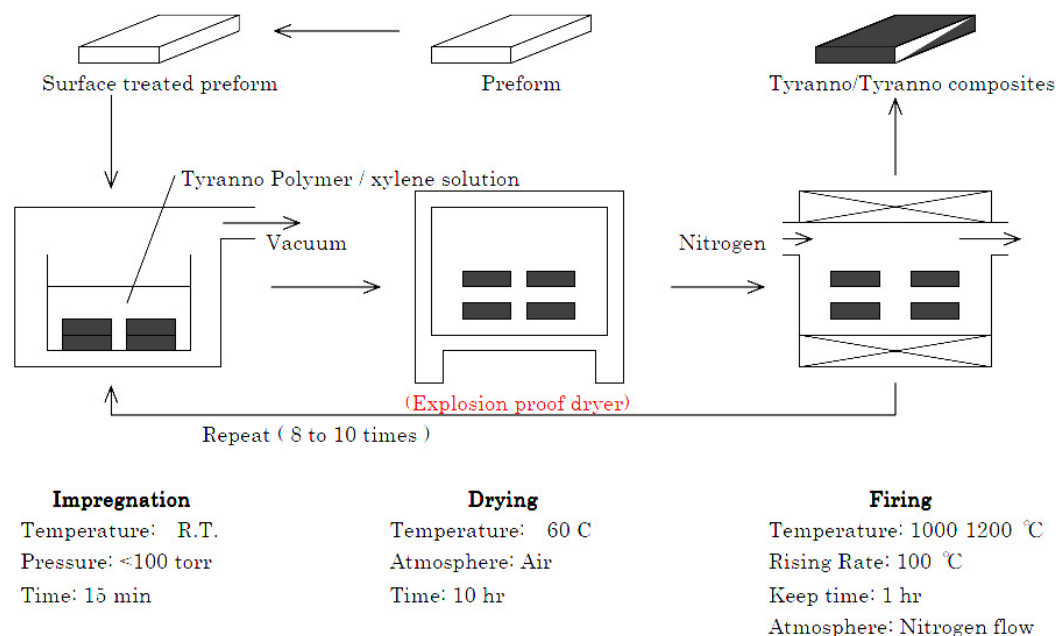 Surface treated preform
Preform
Tyranno/Tyranno composites
Tyranno Polymer / xylene solution
Vacuum
Nitrogen
(Explosion proof dryer)
Repeat ( 8 to 10 times )
Impregnation
Temperature: R.T.
Pressure: <100 torr
Time: 15 min
Drying
Temperature: 60 C
Atmosphere: Air
Time: 10 hr
Firing
Temperature: 1000 1200 ℃
Rising Rate: 100 ℃
Keep time: 1 hr
Atmosphere: Nitrogen flow